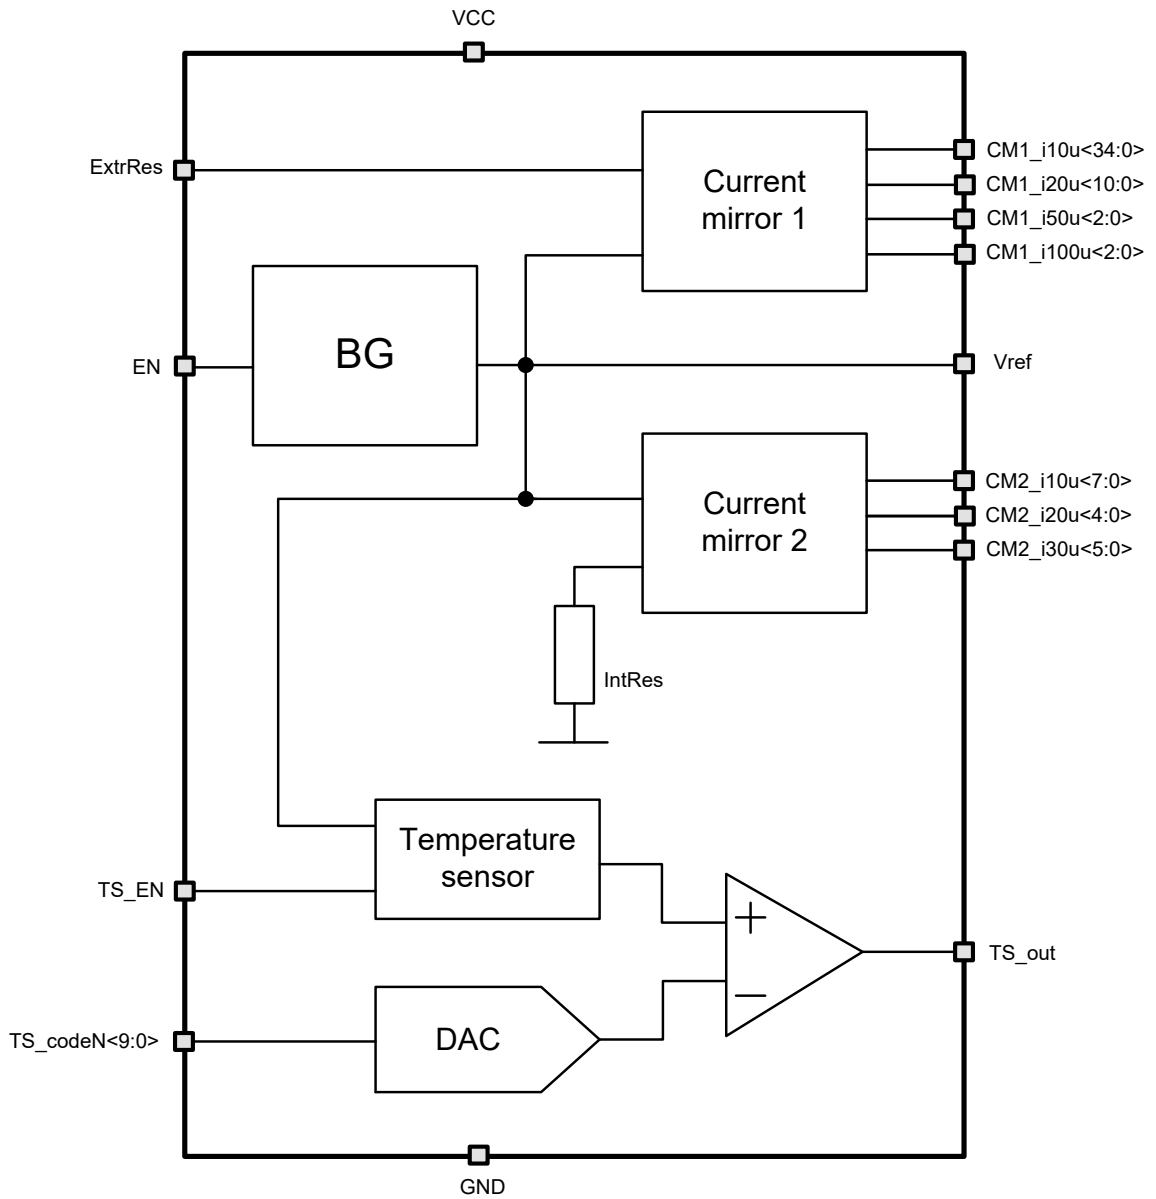 VCC
ExtrRes
Current
mirror 1
CM1_i10u<34:0>
CM1_i20u<10:0>
CM1_i50u<2:0>
CM1_i100u<2:0>
EN
BG
Vref
Current
mirror 2
CM2_i10u<7:0>
CM2_i20u<4:0>
CM2_i30u<5:0>
IntRes
Temperature
sensor
TS_EN
+
−
TS_out
TS_codeN<9:0>
DAC
GND